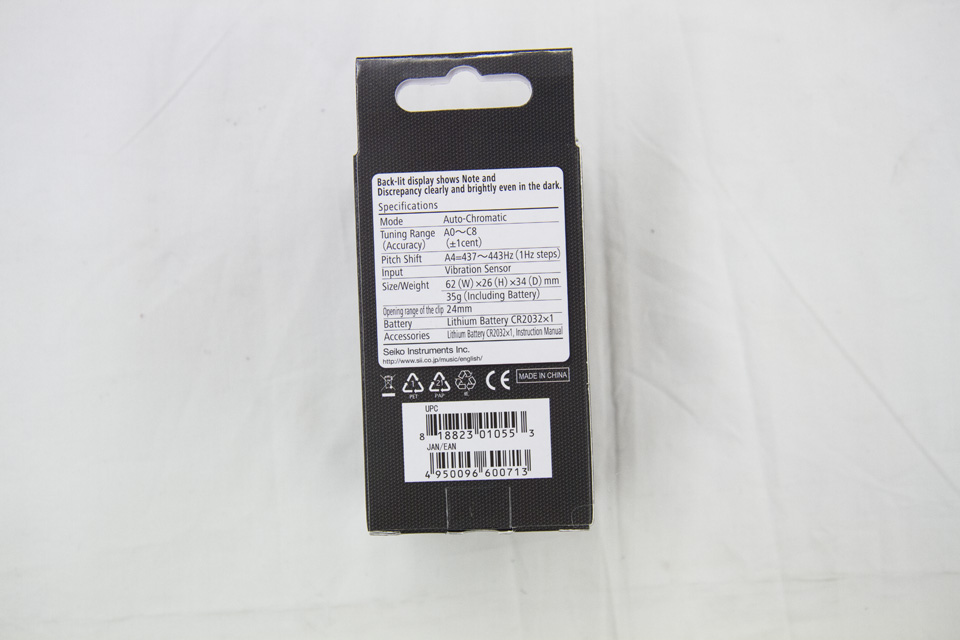 Back-lit display shows Note and
Discrepancy clearly and brightly even in the dark.
Specifications
Mode Auto-Chromatic
Tuning Range A0～C8
(Accuracy) (±1cent)
Pitch Shift A4=437～443Hz (1Hz steps)
Input Vibration Sensor
Size/Weight 62 (W) ×26 (H) ×34 (D) mm
35g (Including Battery)
Opening range of the clip 24mm
Battery Lithium Battery CR2032×1
Accessories Lithium Battery CR2032×1, Instruction Manual
Seiko Instruments Inc.
http://www.sii.co.jp/music/english/
1 21 CE MADE IN CHINA
PET PAP
UPC
8 18823 01055 3
JAN/EAN
4 950096 600713